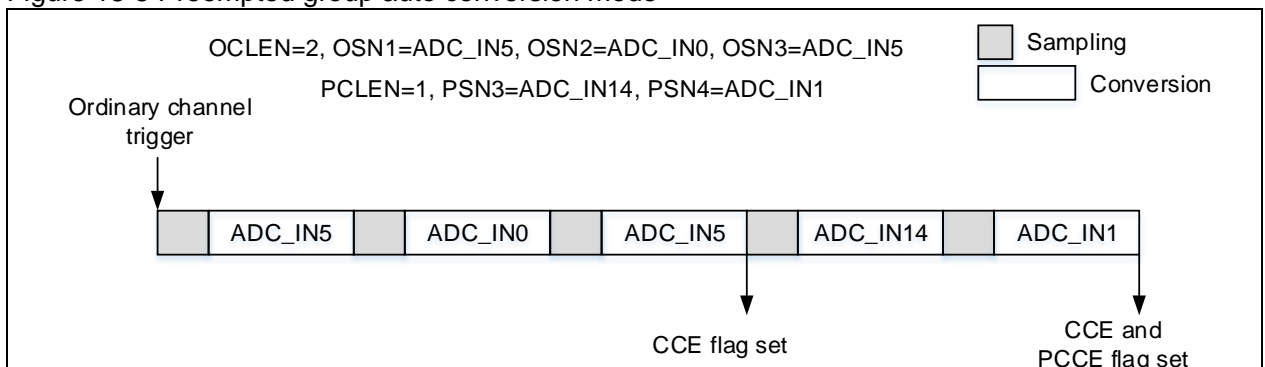 Figure 18-8 Preempted group auto conversion mode
OCLEN=2, OSN1=ADC_IN5, OSN2=ADC_IN0, OSN3=ADC_IN5
PCLEN=1, PSN3=ADC_IN14, PSN4=ADC_IN1
Sampling
Conversion
Ordinary channel
trigger
ADC_IN5
ADC_IN0
ADC_IN5
ADC_IN14
ADC_IN1
CCE flag set
CCE and
PCCE flag set